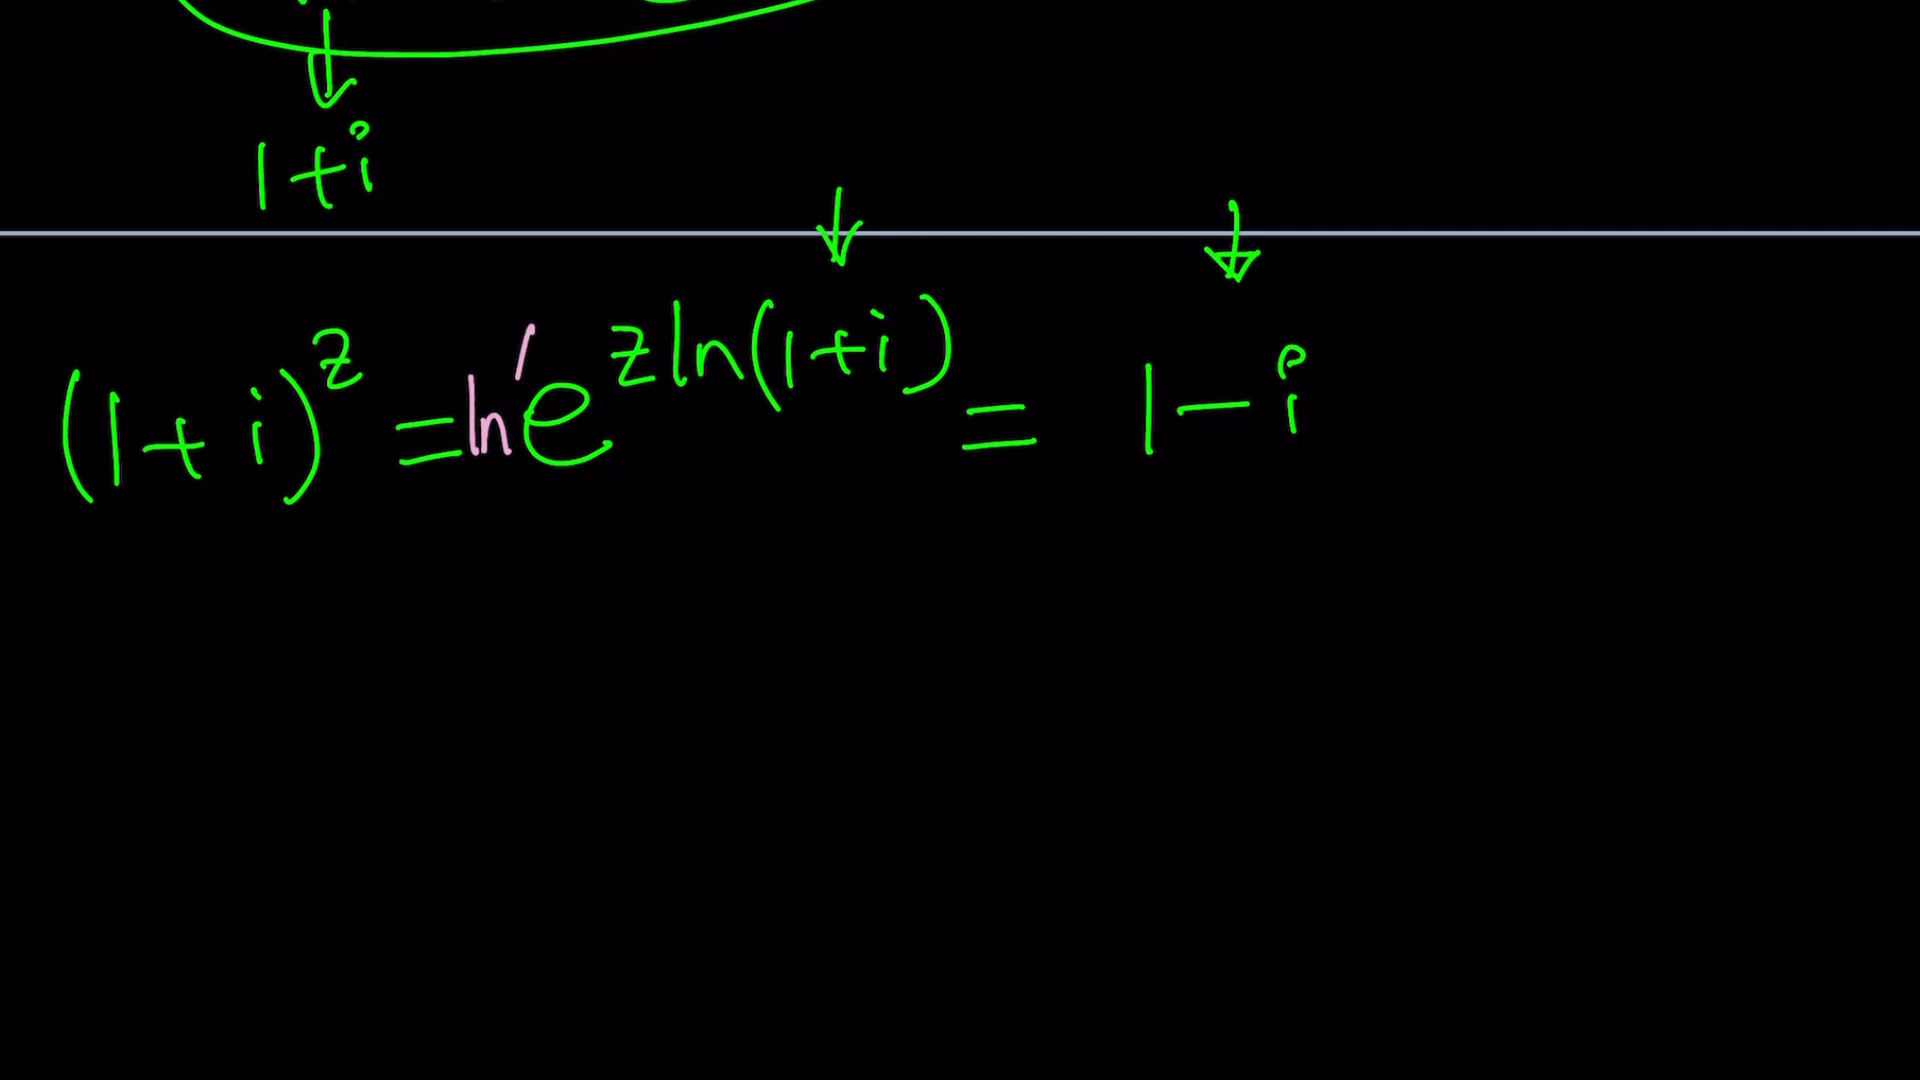 1+i
(1+i)^z = ln e^{z ln(1+i)} = 1-i